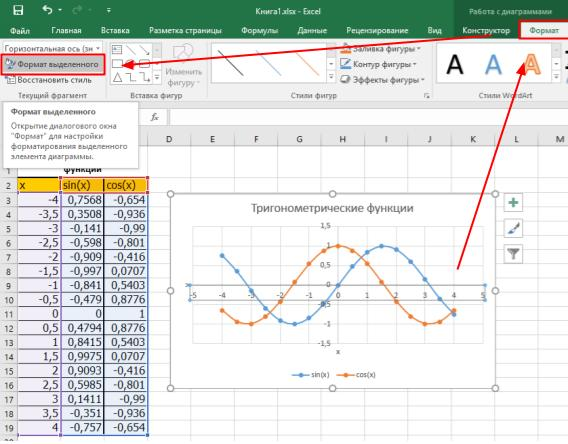 Книга1.xlsx - Excel
Работа с диаграммами
Файл Главная Вставка Разметка страницы Формулы Данные Рецензирование Вид Конструктор Формат
Горизонтальная ось (зн
Формат выделенного
Восстановить стиль
Текущий фрагмент
Изменить фигуру
Вставка фигур
Заливка фигуры
Контур фигуры
Эффекты фигуры
Стили фигур
A A A
Стили WordArt
Формат выделенного
Открытие диалогового окна
"Формат" для настройки
форматирования выделенного
элемента диаграммы.
fx
D E F G H I J K L M
1 функции
2 x sin(x) cos(x)
3 -4 0,7568 -0,654
4 -3,5 0,3508 -0,936
5 -3 -0,141 -0,99
6 -2,5 -0,598 -0,801
7 -2 -0,909 -0,416
8 -1,5 -0,997 0,0707
9 -1 -0,841 0,5403
10 -0,5 -0,479 0,8776
11 0 0 1
12 0,5 0,4794 0,8776
13 1 0,8415 0,5403
14 1,5 0,9975 0,0707
15 2 0,9093 -0,416
16 2,5 0,5985 -0,801
17 3 0,1411 -0,99
18 3,5 -0,351 -0,936
19 4 -0,757 -0,654
Тригонометрические функции
1,5
1
0,5
0
-5 -4 -3 -2 -1 0 1 2 3 4 5
-0,5
-1
-1,5
x
sin(x) cos(x)